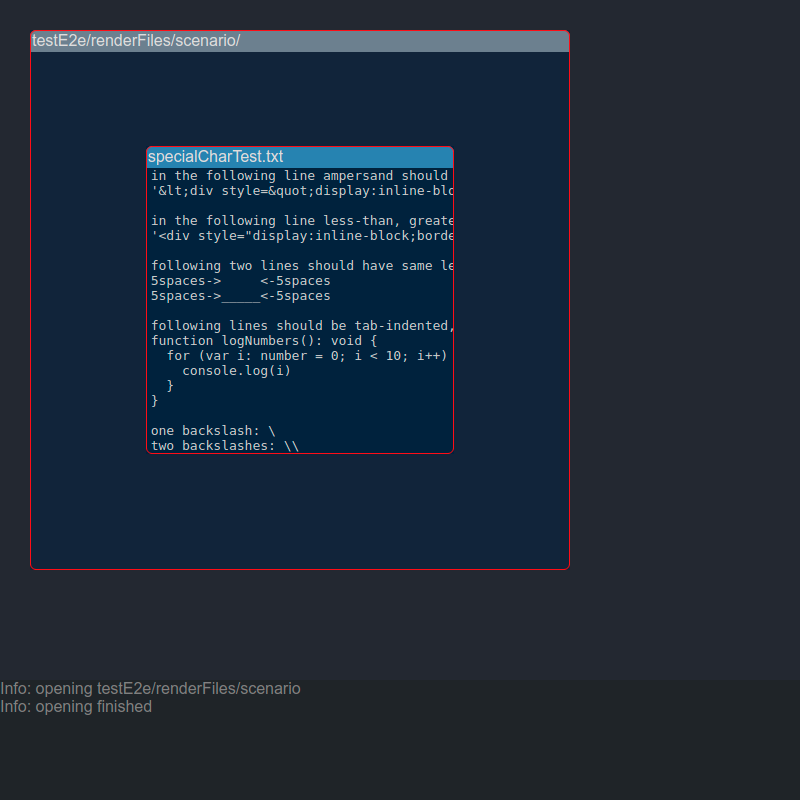 testE2e/renderFiles/scenario/
specialCharTest.txt
in the following line ampersand should
'&lt;div style=&quot;display:inline-blo
in the following line less-than, greate
'<div style="display:inline-block;borde
following two lines should have same le
5spaces->     <-5spaces
5spaces->_____<-5spaces
following lines should be tab-indented,
function logNumbers(): void {
  for (var i: number = 0; i < 10; i++)
    console.log(i)
  }
}
one backslash: \
two backslashes: \\
Info: opening testE2e/renderFiles/scenario
Info: opening finished